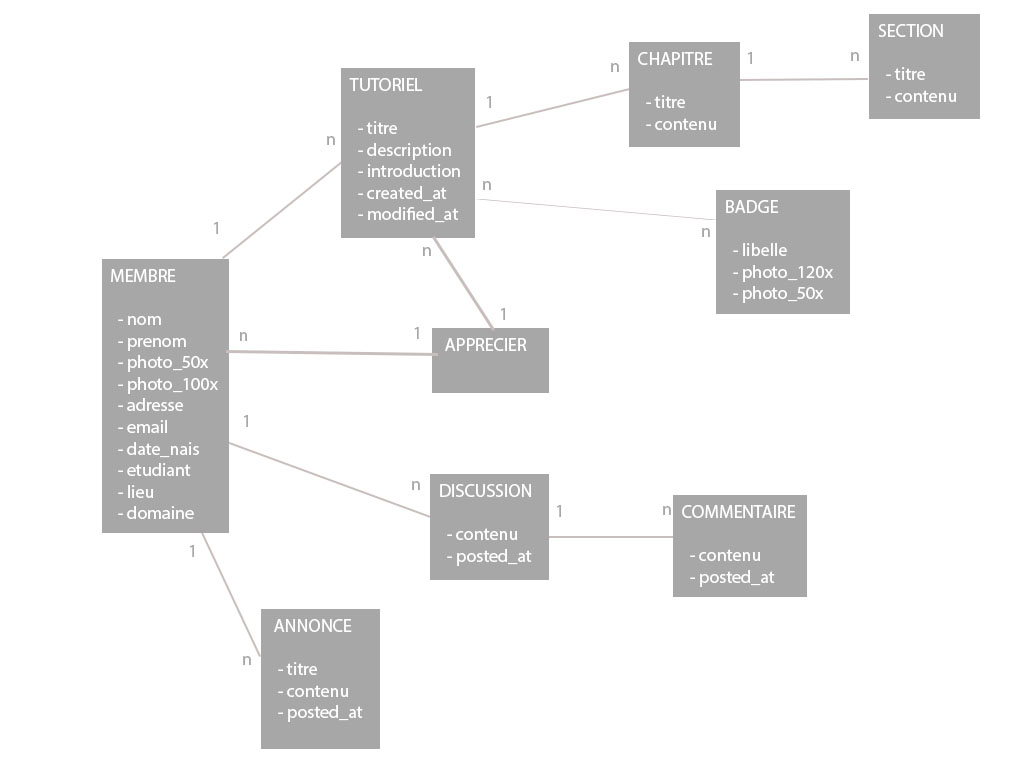 SECTION
- titre
- contenu
1
n
CHAPITRE
- titre
- contenu
n
1
TUTORIEL
- titre
- description
- introduction
- created_at
- modified_at
n
1
n
n
BADGE
- libelle
- photo_120x
- photo_50x
n
1
MEMBRE
- nom
- prenom
- photo_50x
- photo_100x
- adresse
- email
- date_nais
- etudiant
- lieu
- domaine
n
1
APPRECIER
1
n
DISCUSSION
- contenu
- posted_at
1
n
COMMENTAIRE
- contenu
- posted_at
1
n
ANNONCE
- titre
- contenu
- posted_at